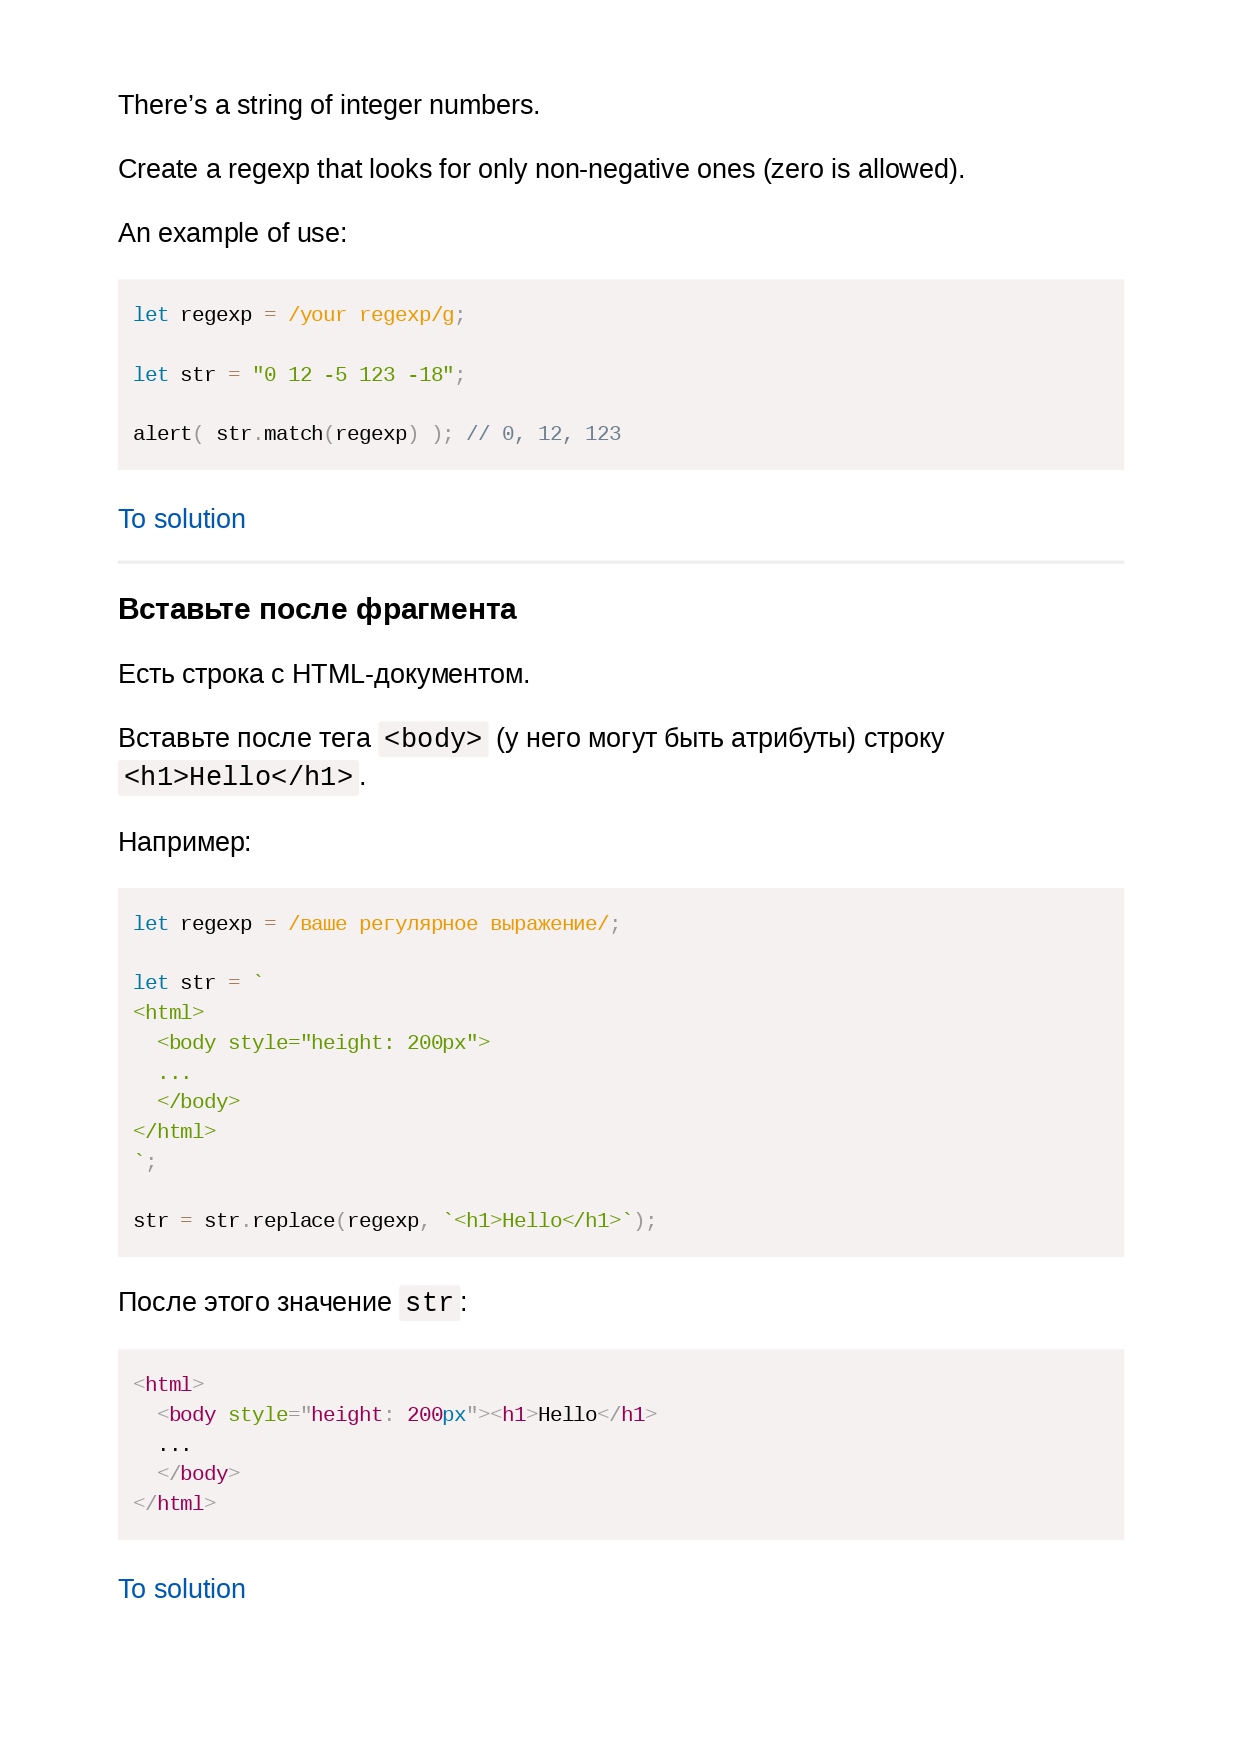 There’s a string of integer numbers.
Create a regexp that looks for only non-negative ones (zero is allowed).
An example of use:
let regexp = /your regexp/g;
let str = "0 12 -5 123 -18";
alert( str.match(regexp) ); // 0, 12, 123
To solution
Вставьте после фрагмента
Есть строка с HTML-документом.
Вставьте после тега <body> (у него могут быть атрибуты) строку
<h1>Hello</h1>.
Например:
let regexp = /ваше регулярное выражение/;
let str = `
<html>
  <body style="height: 200px">
  ...
  </body>
</html>
`;
str = str.replace(regexp, `<h1>Hello</h1>`);
После этого значение str:
<html>
  <body style="height: 200px"><h1>Hello</h1>
  ...
  </body>
</html>
To solution